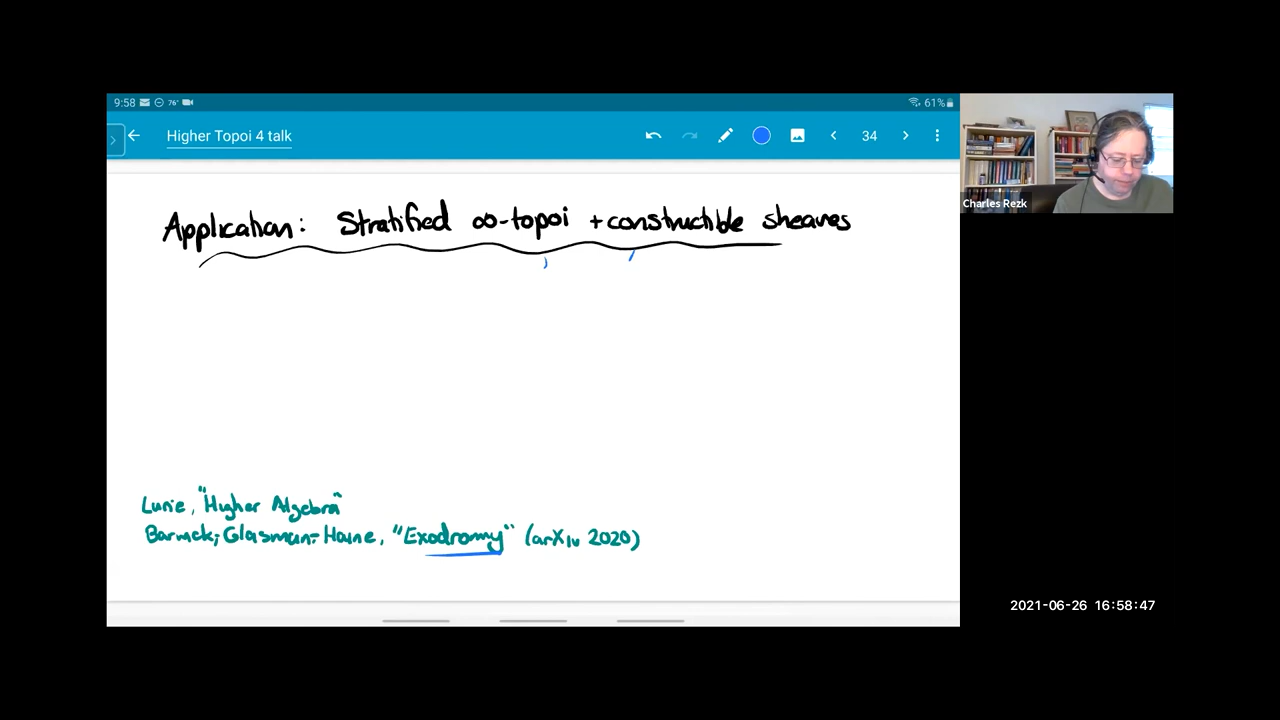 9:58 76° 61%
Higher Topoi 4 talk 34
Application: Stratified ∞-topoi + constructible sheaves
Charles Rezk
Lurie, "Higher Algebra"
Barwick-Glasman-Haine, "Exodromy" (arXiv 2020)
2021-06-26 16:58:47